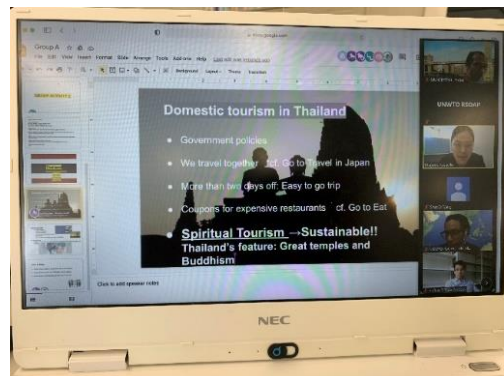 Group A
File Edit View Insert Format Slide Arrange Tools Add-ons Help
Background Layout Theme Transition
Domestic tourism in Thailand
● Government policies
● We travel together cf. Go to Travel in Japan
● More than two days off: Easy to go trip
● Coupons for expensive restaurants cf. Go to Eat
● Spiritual Tourism →Sustainable!!
Thailand's feature: Great temples and
Buddhism
Click to add speaker notes
NEC